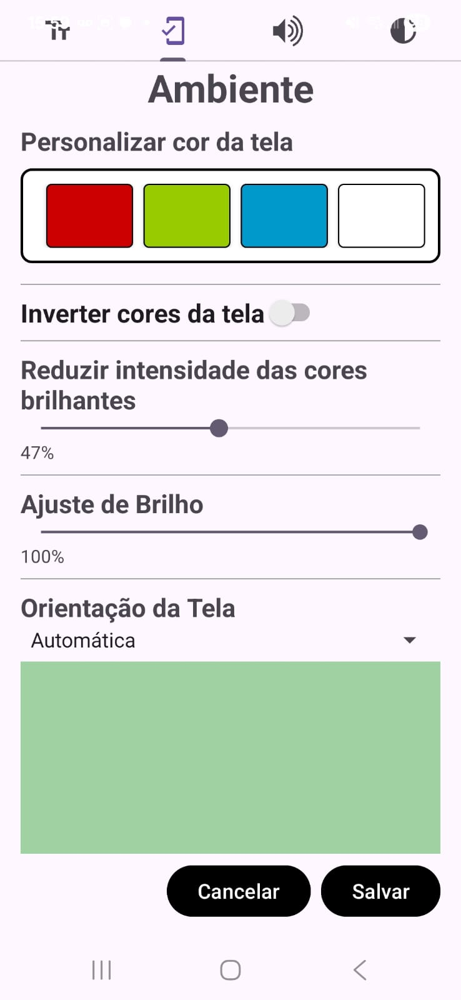 Ambiente
Personalizar cor da tela
Inverter cores da tela
Reduzir intensidade das cores
brilhantes
47%
Ajuste de Brilho
100%
Orientação da Tela
Automática
Cancelar
Salvar